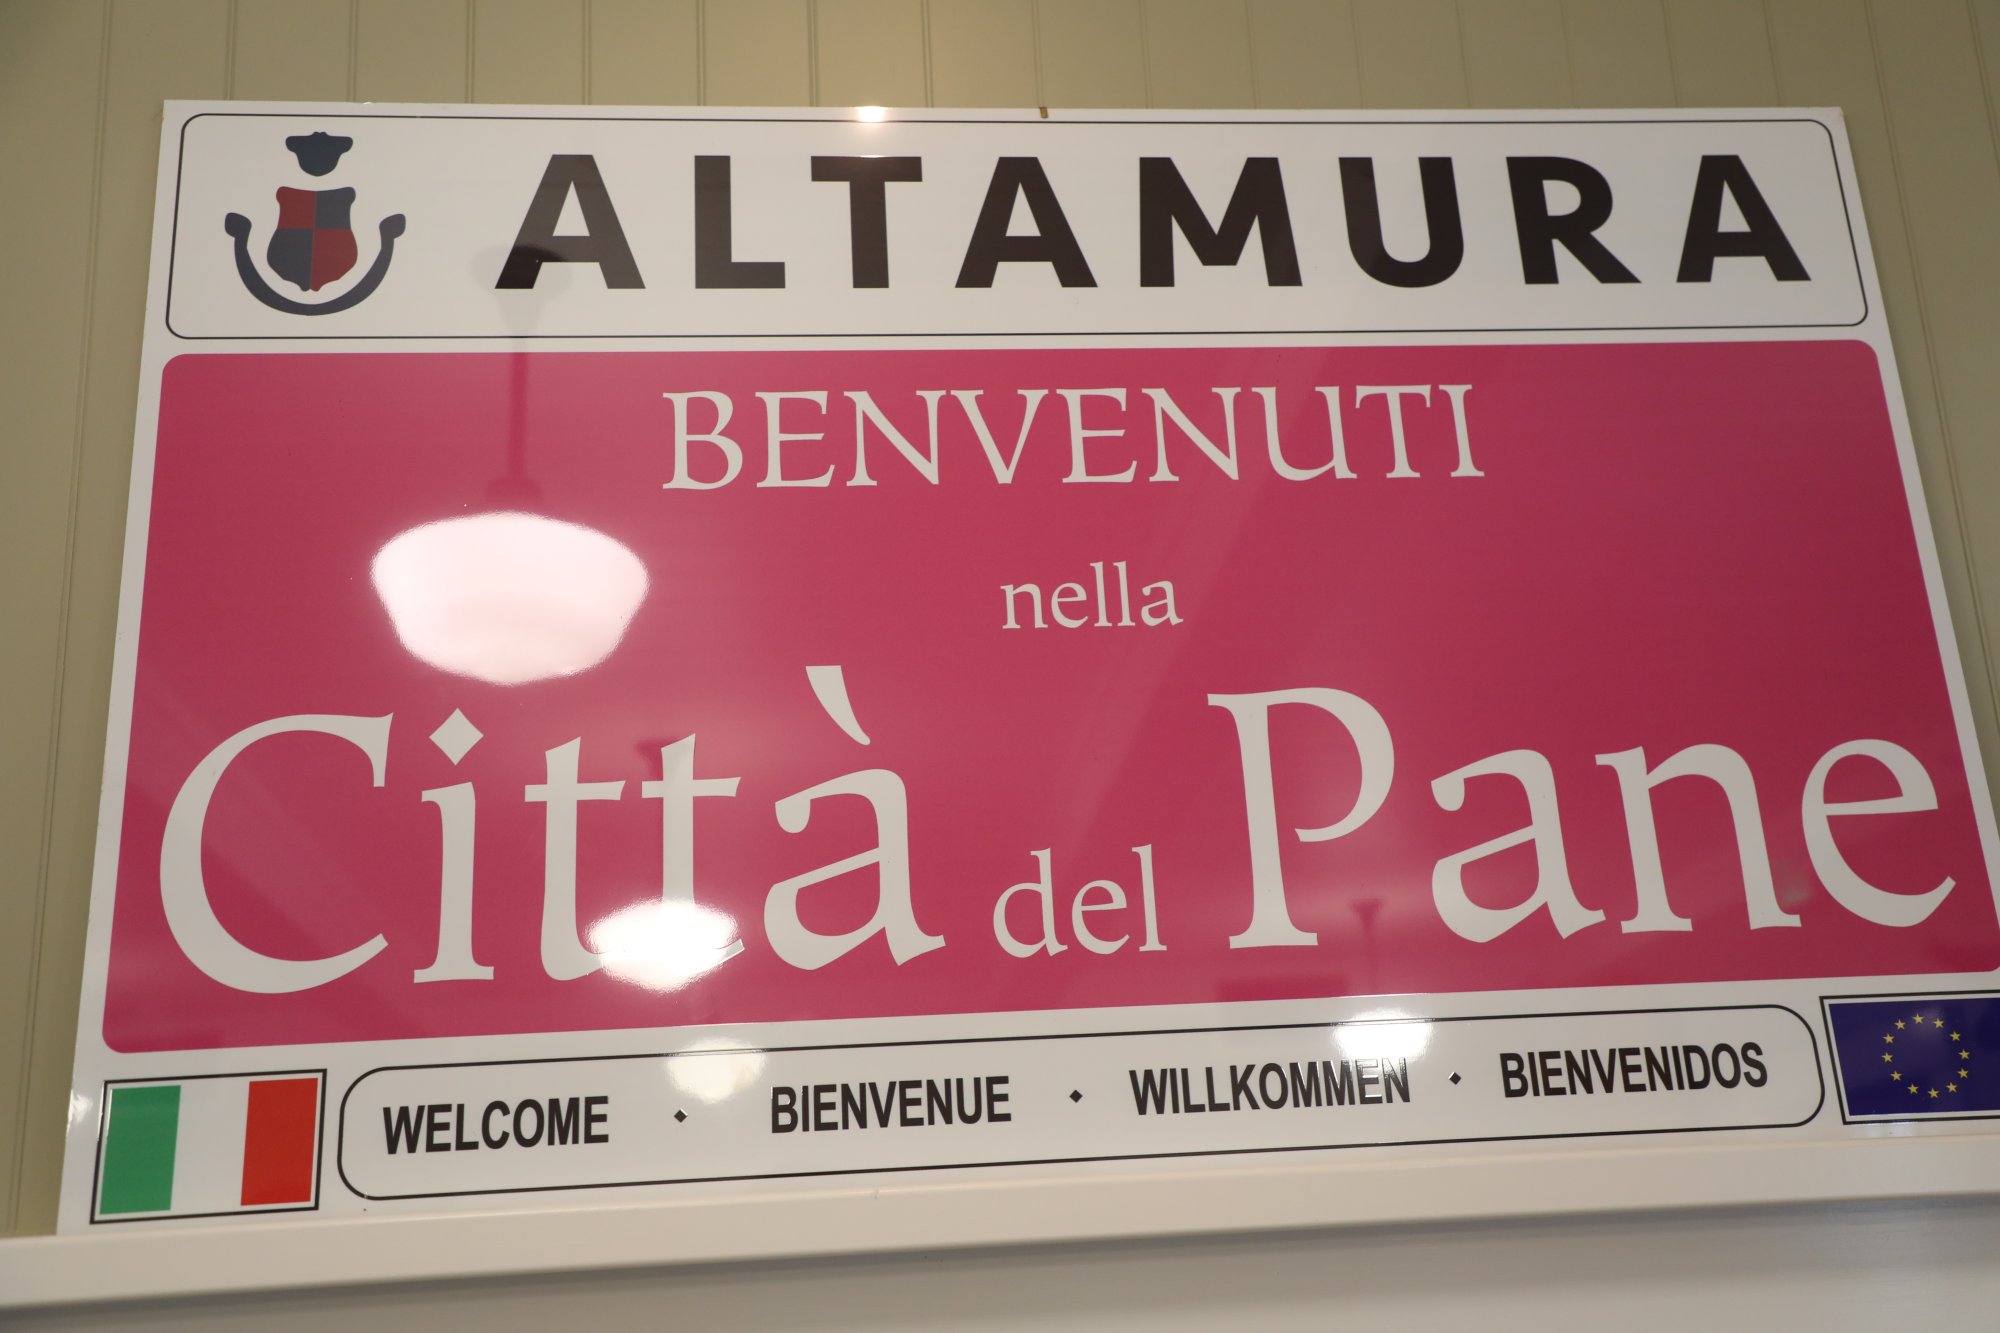 ALTAMURA
BENVENUTI
nella
Città del Pane
WELCOME · BIENVENUE · WILLKOMMEN · BIENVENIDOS